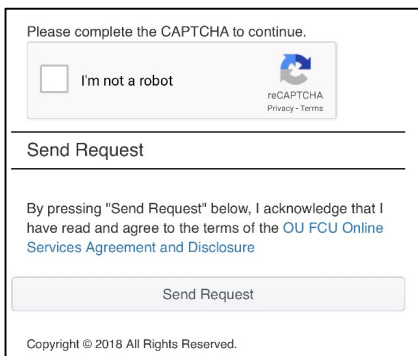 Please complete the CAPTCHA to continue.
I'm not a robot
reCAPTCHA
Privacy - Terms
Send Request
By pressing "Send Request" below, I acknowledge that I
have read and agree to the terms of the OU FCU Online
Services Agreement and Disclosure
Send Request
Copyright © 2018 All Rights Reserved.